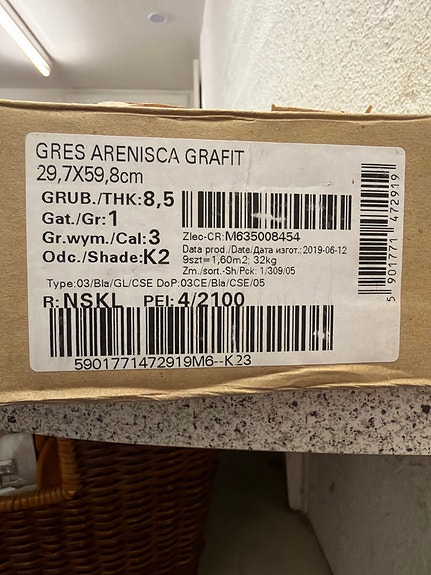 GRES ARENISCA GRAFIT
29,7X59,8cm
GRUB./THK:8,5
Gat./Gr:1
Gr.wym./Cal:3
Odc./Shade:K2
Zlec-CR:M635008454
Data prod./Date/Дата изгот.:2019-06-12
9szt=1,60m2; 32kg
Zm./sort.-Sh/Pck: 1/309/05
Type:03/Bla/GL/CSE DoP:03CE/Bla/CSE/05
R:NSKL PEI:4/2100
5901771472919M6--K23
5 901771 472919